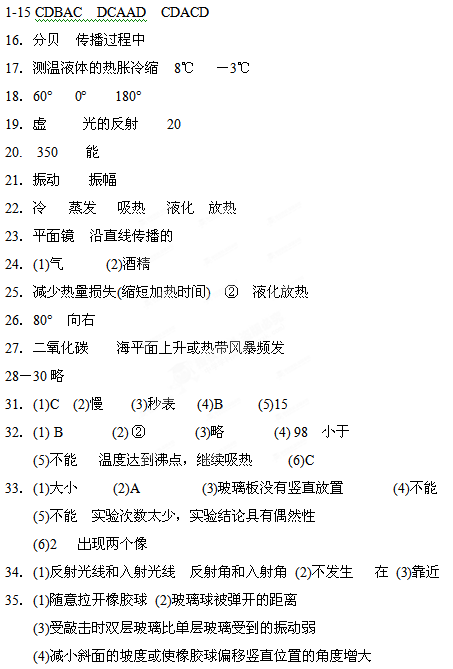 1-15 CDBAC DCAAD CDACD
16．分贝 传播过程中
17．测温液体的热胀冷缩 8℃ －3℃
18．60° 0° 180°
19．虚 光的反射 20
20. 350 能
21．振动 振幅
22．冷 蒸发 吸热 液化 放热
23．平面镜 沿直线传播的
24．(1)气 (2)酒精
25．减少热量损失(缩短加热时间) ② 液化放热
26．80° 向右
27．二氧化碳 海平面上升或热带风暴频发
28—30 略
31．(1)C (2)慢 (3)秒表 (4)B (5)15
32．(1) B (2) ② (3)略 (4) 98 小于
(5)不能 温度达到沸点，继续吸热 (6)C
33．(1)大小 (2)A (3)玻璃板没有竖直放置 (4)不能
(5)不能 实验次数太少，实验结论具有偶然性
(6)2 出现两个像
34．(1)反射光线和入射光线 反射角和入射角 (2)不发生 在 (3)靠近
35．(1)随意拉开橡胶球 (2)玻璃球被弹开的距离
(3)受敲击时双层玻璃比单层玻璃受到的振动弱
(4)减小斜面的坡度或使橡胶球偏移竖直位置的角度增大